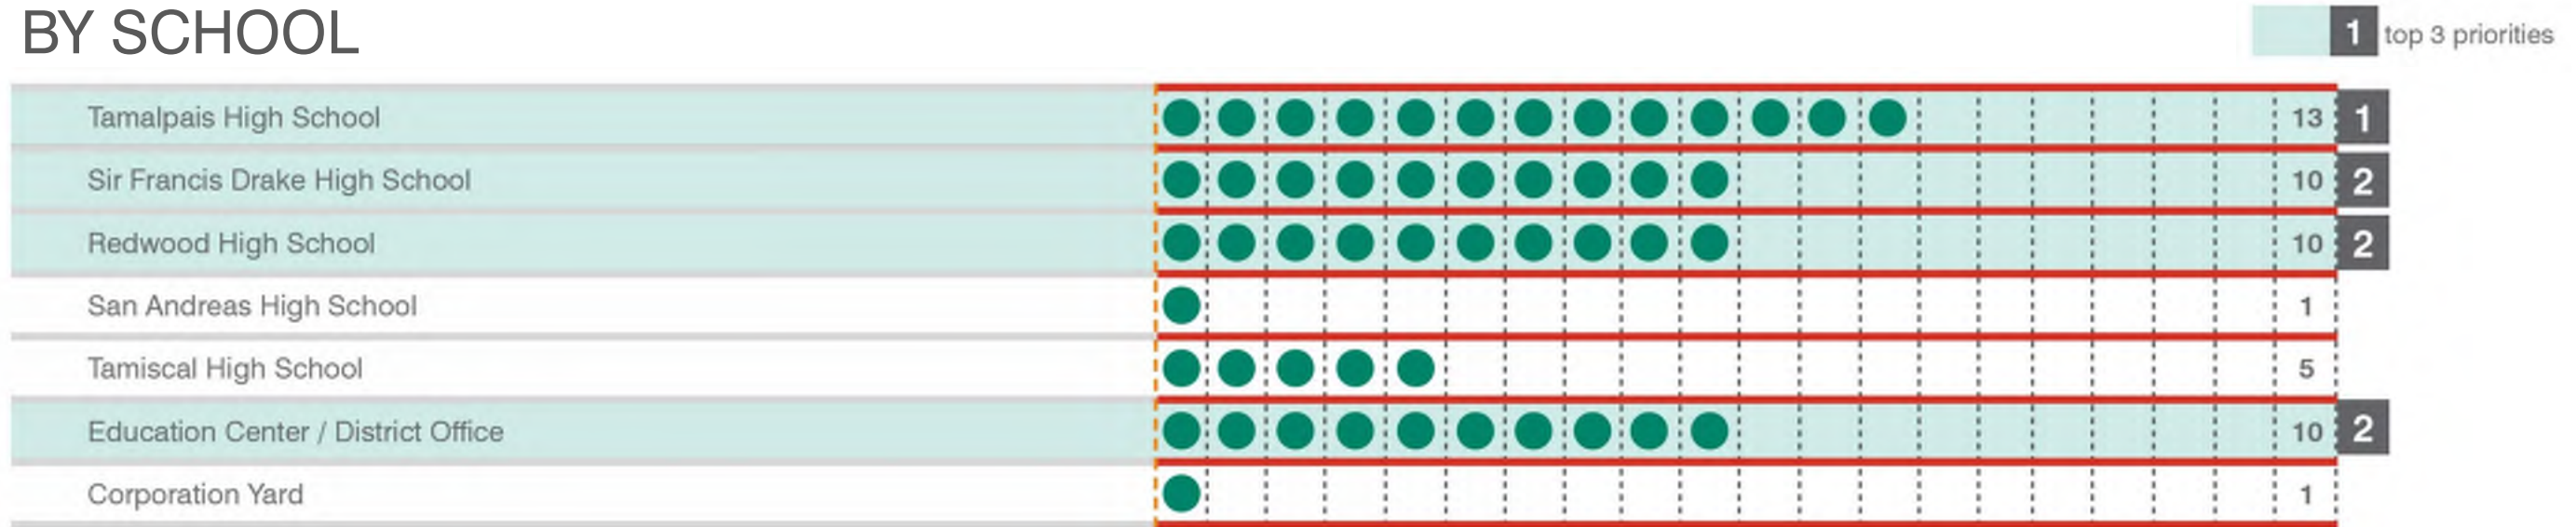 BY SCHOOL
1 top 3 priorities
Tamalpais High School 13 1
Sir Francis Drake High School 10 2
Redwood High School 10 2
San Andreas High School 1
Tamiscal High School 5
Education Center / District Office 10 2
Corporation Yard 1